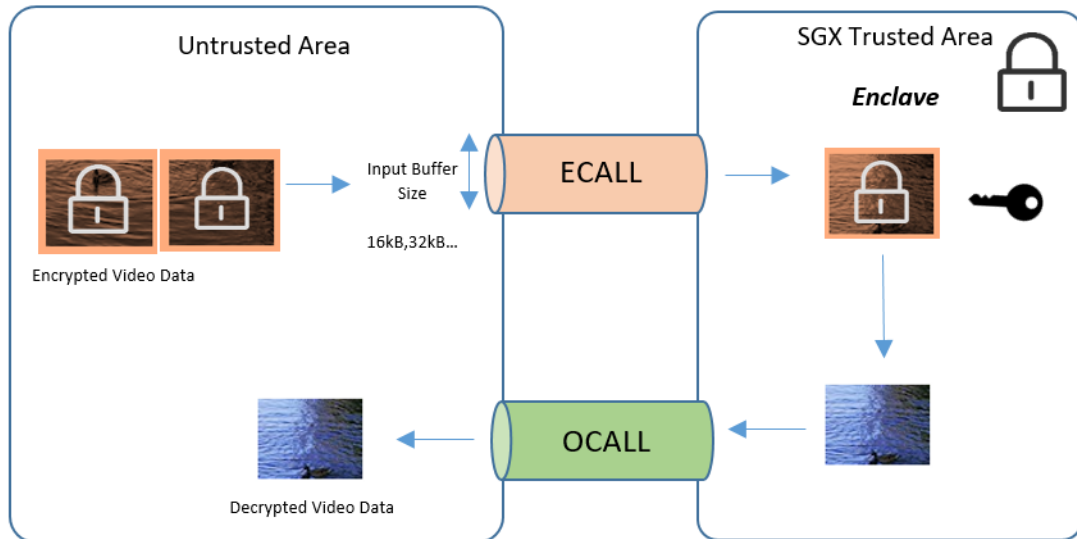 Untrusted Area
SGX Trusted Area
Enclave
Input Buffer
Size
16kB,32kB...
ECALL
Encrypted Video Data
OCALL
Decrypted Video Data